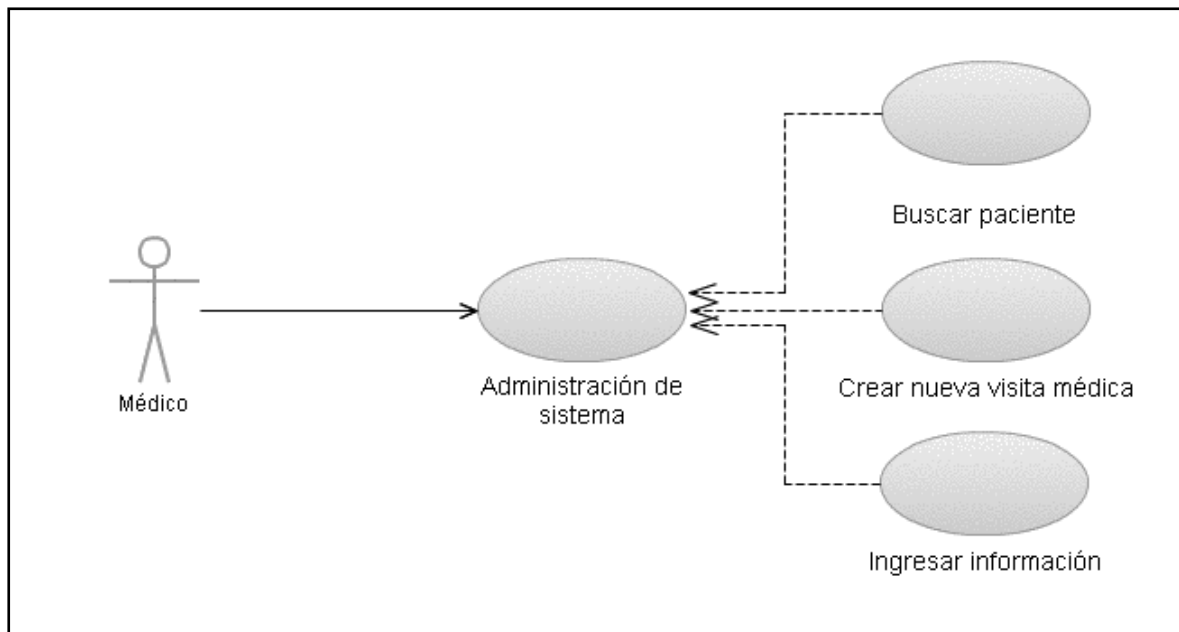 Buscar paciente
Médico
Administración de
sistema
Crear nueva visita médica
Ingresar información